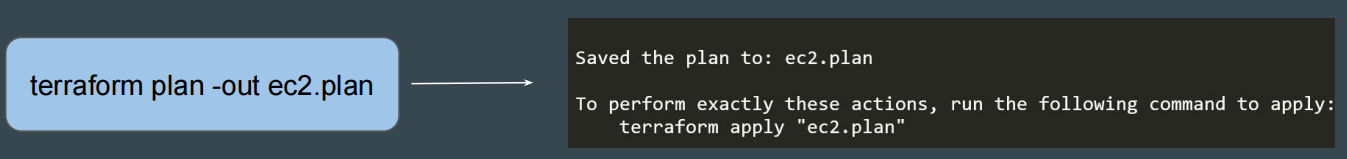 terraform plan -out ec2.plan
Saved the plan to: ec2.plan
To perform exactly these actions, run the following command to apply:
terraform apply "ec2.plan"